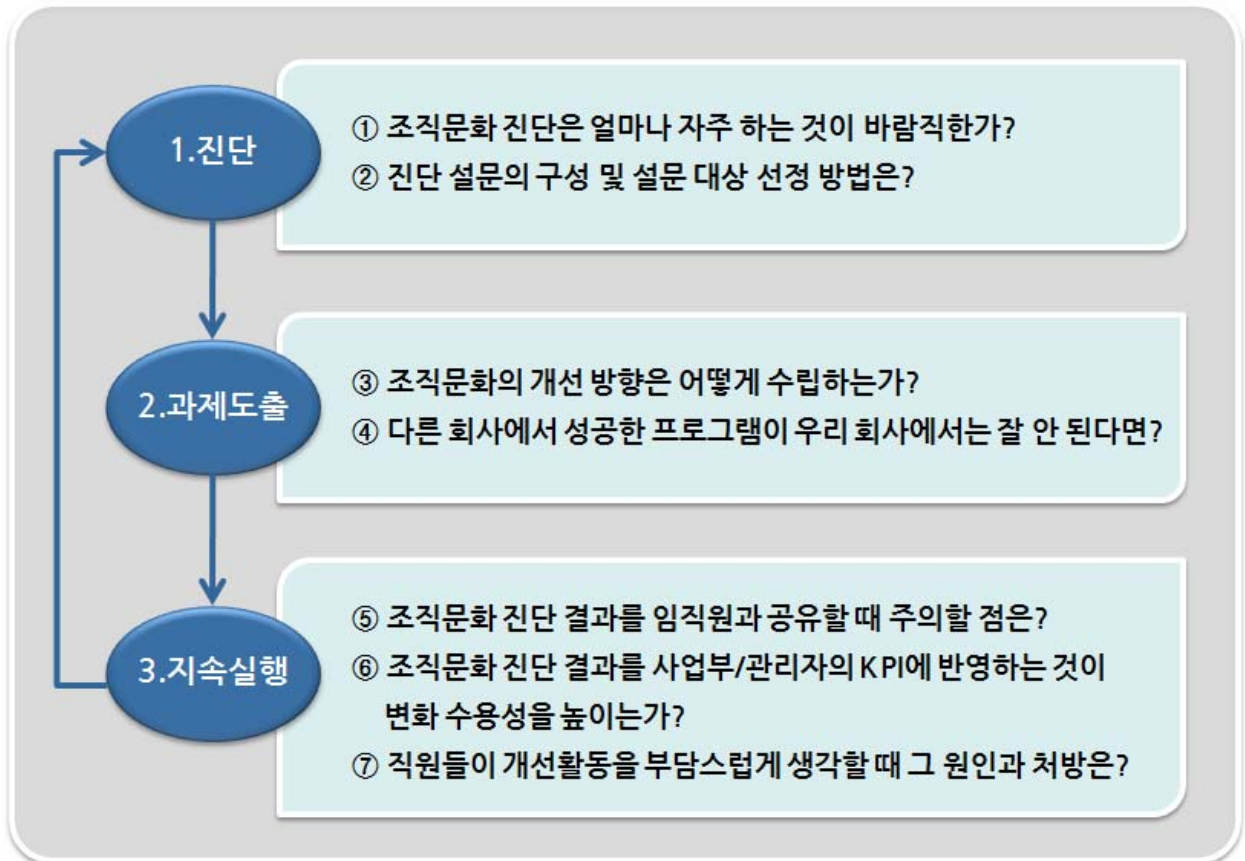 1.진단
① 조직문화 진단은 얼마나 자주 하는 것이 바람직한가?
② 진단 설문의 구성 및 설문 대상 선정 방법은?
2.과제도출
③ 조직문화의 개선 방향은 어떻게 수립하는가?
④ 다른 회사에서 성공한 프로그램이 우리 회사에서는 잘 안 된다면?
3.지속실행
⑤ 조직문화 진단 결과를 임직원과 공유할 때 주의할 점은?
⑥ 조직문화 진단 결과를 사업부/관리자의 KPI에 반영하는 것이
변화 수용성을 높이는가?
⑦ 직원들이 개선활동을 부담스럽게 생각할 때 그 원인과 처방은?